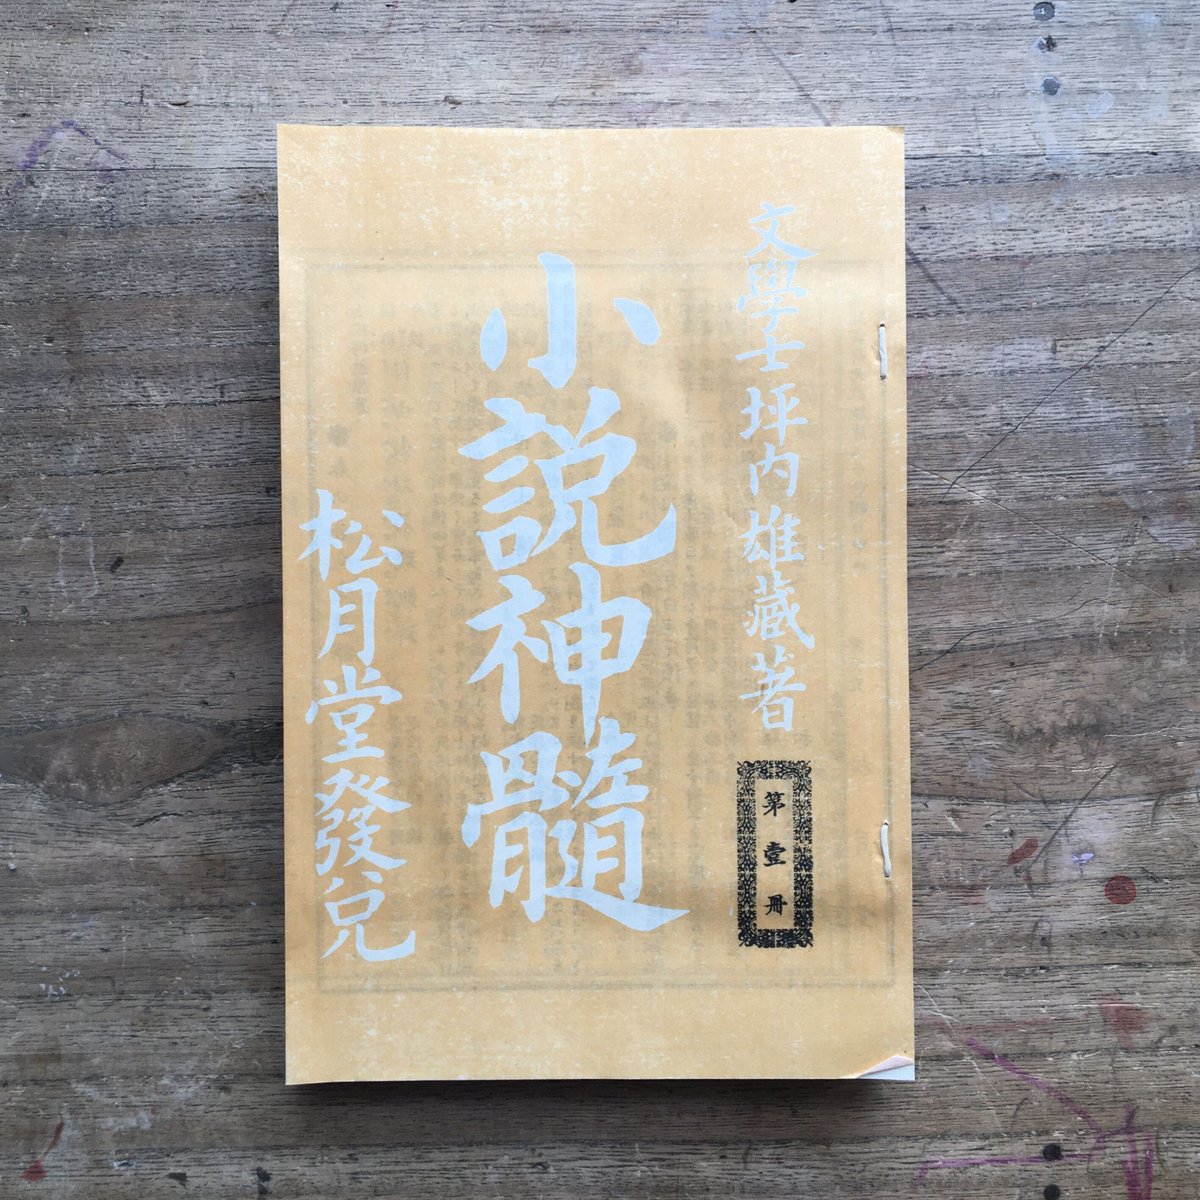 文學士坪内雄藏著
第壹冊
小説神髓
松月堂發兌